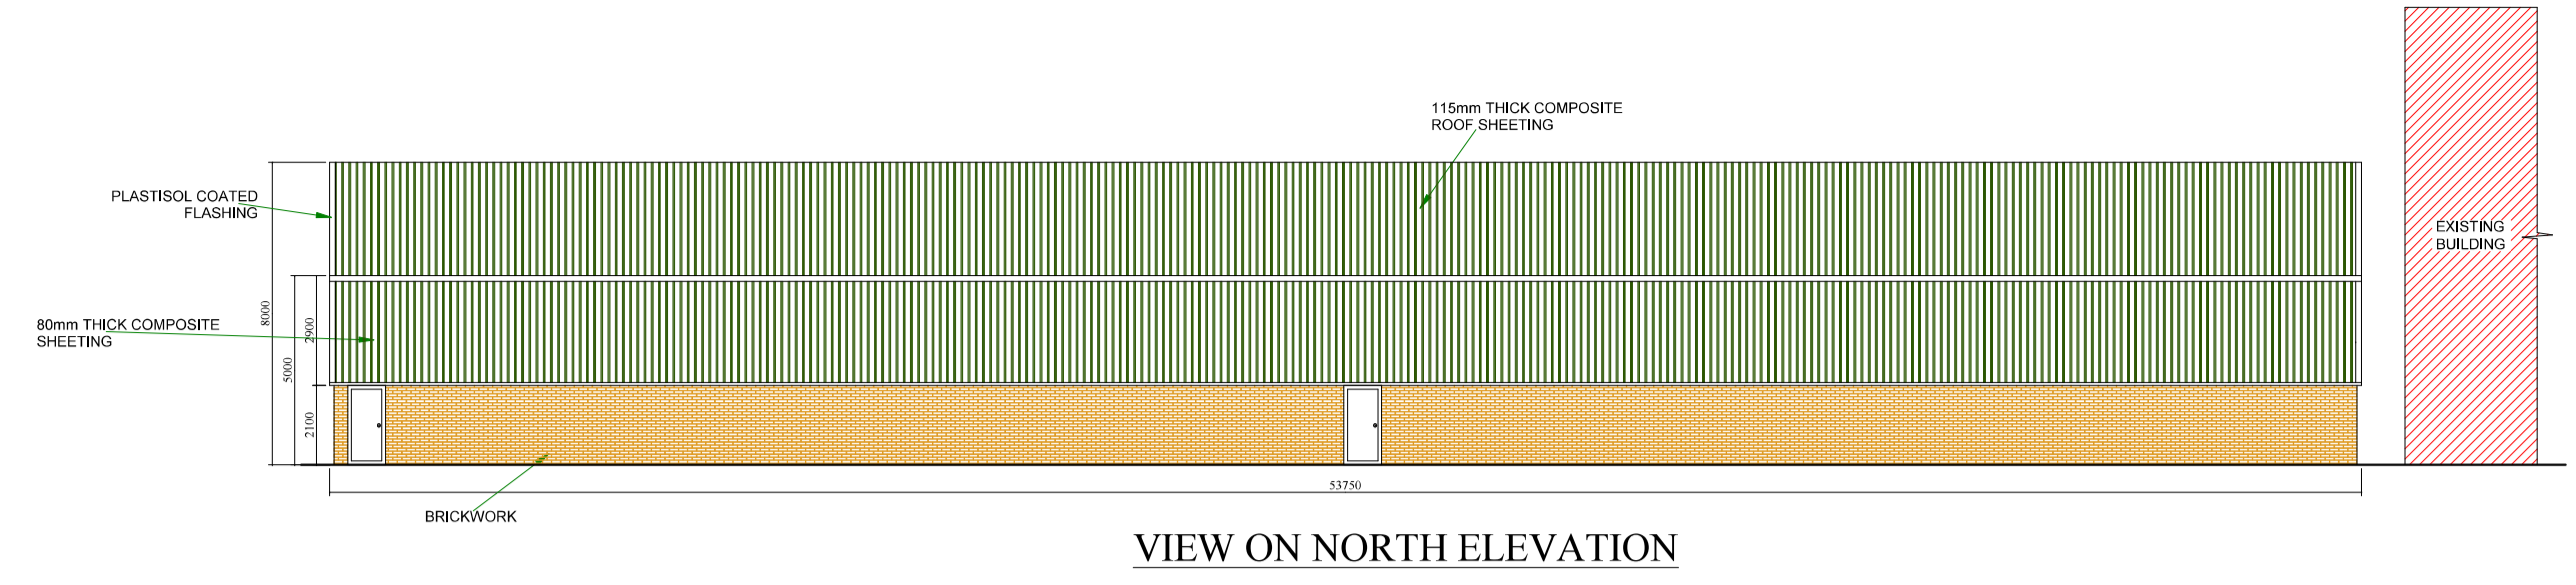 115mm THICK COMPOSITE
ROOF SHEETING
PLASTISOL COATED
FLASHING
EXISTING
BUILDING
80mm THICK COMPOSITE
SHEETING
8000
2900
5000
2100
53750
BRICKWORK
VIEW ON NORTH ELEVATION